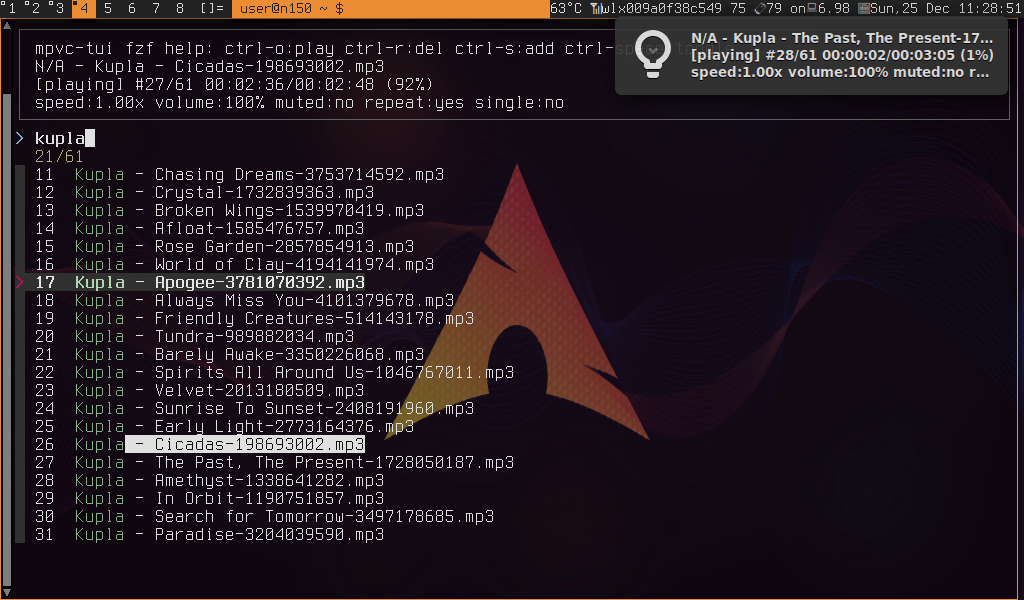 1 2 3 4 5 6 7 8 []= user@n150 ~ $ 63°C wlx009a0f38c549 75 79 on 6.98 Sun,25 Dec 11:28:51
N/A - Kupla - The Past, The Present-17...
[playing] #28/61 00:00:02/00:03:05 (1%)
speed:1.00x volume:100% muted:no r...
mpvc-tui fzf help: ctrl-o:play ctrl-r:del ctrl-s:add
N/A - Kupla - Cicadas-198693002.mp3
[playing] #27/61 00:02:36/00:02:48 (92%)
speed:1.00x volume:100% muted:no repeat:yes single:no
> kupla
21/61
11 Kupla - Chasing Dreams-3753714592.mp3
12 Kupla - Crystal-1732839363.mp3
13 Kupla - Broken Wings-1539970419.mp3
14 Kupla - Afloat-1585476757.mp3
15 Kupla - Rose Garden-2857854913.mp3
16 Kupla - World of Clay-4194141974.mp3
> 17 Kupla - Apogee-3781070392.mp3
18 Kupla - Always Miss You-4101379678.mp3
19 Kupla - Friendly Creatures-514143178.mp3
20 Kupla - Tundra-989882034.mp3
21 Kupla - Barely Awake-3350226068.mp3
22 Kupla - Spirits All Around Us-1046767011.mp3
23 Kupla - Velvet-2013180509.mp3
24 Kupla - Sunrise To Sunset-2408191960.mp3
25 Kupla - Early Light-2773164376.mp3
26 Kupla - Cicadas-198693002.mp3
27 Kupla - The Past, The Present-1728050187.mp3
28 Kupla - Amethyst-1338641282.mp3
29 Kupla - In Orbit-1190751857.mp3
30 Kupla - Search for Tomorrow-3497178685.mp3
31 Kupla - Paradise-3204039590.mp3